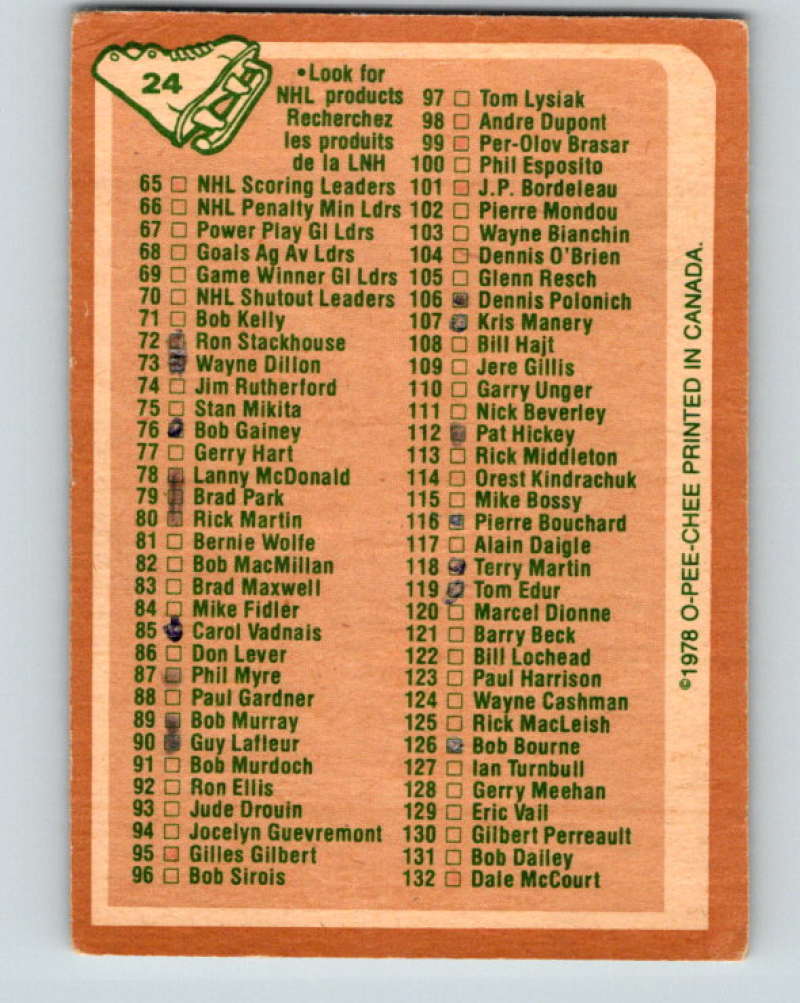 24
•Look for
NHL products
Recherchez
les produits
de la LNH
65 □ NHL Scoring Leaders
66 □ NHL Penalty Min Ldrs
67 □ Power Play Gl Ldrs
68 □ Goals Ag Av Ldrs
69 □ Game Winner Gl Ldrs
70 □ NHL Shutout Leaders
71 □ Bob Kelly
72 □ Ron Stackhouse
73 □ Wayne Dillon
74 □ Jim Rutherford
75 □ Stan Mikita
76 □ Bob Gainey
77 □ Gerry Hart
78 □ Lanny McDonald
79 □ Brad Park
80 □ Rick Martin
81 □ Bernie Wolfe
82 □ Bob MacMillan
83 □ Brad Maxwell
84 □ Mike Fidler
85 □ Carol Vadnais
86 □ Don Lever
87 □ Phil Myre
88 □ Paul Gardner
89 □ Bob Murray
90 □ Guy Lafleur
91 □ Bob Murdoch
92 □ Ron Ellis
93 □ Jude Drouin
94 □ Jocelyn Guevremont
95 □ Gilles Gilbert
96 □ Bob Sirois
97 □ Tom Lysiak
98 □ Andre Dupont
99 □ Per-Olov Brasar
100 □ Phil Esposito
101 □ J.P. Bordeleau
102 □ Pierre Mondou
103 □ Wayne Bianchin
104 □ Dennis O'Brien
105 □ Glenn Resch
106 □ Dennis Polonich
107 □ Kris Manery
108 □ Bill Hajt
109 □ Jere Gillis
110 □ Garry Unger
111 □ Nick Beverley
112 □ Pat Hickey
113 □ Rick Middleton
114 □ Orest Kindrachuk
115 □ Mike Bossy
116 □ Pierre Bouchard
117 □ Alain Daigle
118 □ Terry Martin
119 □ Tom Edur
120 □ Marcel Dionne
121 □ Barry Beck
122 □ Bill Lochead
123 □ Paul Harrison
124 □ Wayne Cashman
125 □ Rick MacLeish
126 □ Bob Bourne
127 □ Ian Turnbull
128 □ Gerry Meehan
129 □ Eric Vail
130 □ Gilbert Perreault
131 □ Bob Dailey
132 □ Dale McCourt
©1978 O-PEE-CHEE PRINTED IN CANADA.